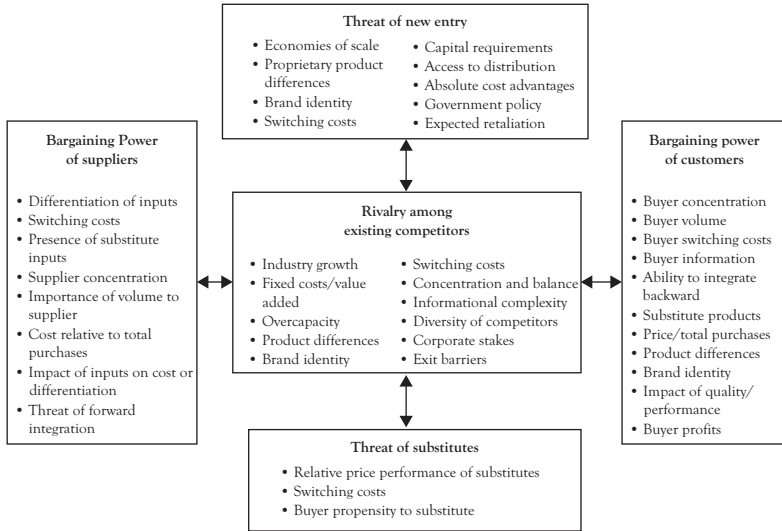 Threat of new entry
• Economies of scale
• Proprietary product
differences
• Brand identity
• Switching costs
• Capital requirements
• Access to distribution
• Absolute cost advantages
• Government policy
• Expected retaliation
Bargaining Power
of suppliers
• Differentiation of inputs
• Switching costs
• Presence of substitute
inputs
• Supplier concentration
• Importance of volume to
supplier
• Cost relative to total
purchases
• Impact of inputs on cost or
differentiation
• Threat of forward
integration
Rivalry among
existing competitors
• Industry growth
• Fixed costs/value
added
• Overcapacity
• Product differences
• Brand identity
• Switching costs
• Concentration and balance
• Informational complexity
• Diversity of competitors
• Corporate stakes
• Exit barriers
Bargaining power
of customers
• Buyer concentration
• Buyer volume
• Buyer switching costs
• Buyer information
• Ability to integrate
backward
• Substitute products
• Price/total purchases
• Product differences
• Brand identity
• Impact of quality/
performance
• Buyer profits
Threat of substitutes
• Relative price performance of substitutes
• Switching costs
• Buyer propensity to substitute